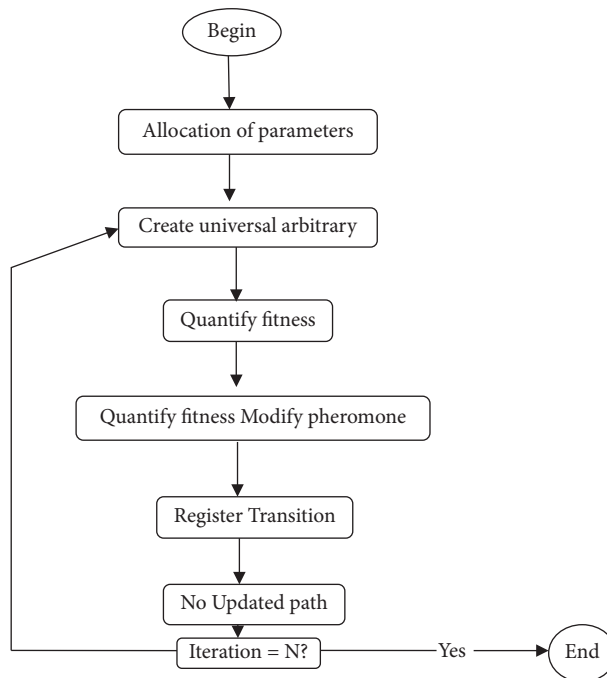 Begin
Allocation of parameters
Create universal arbitrary
Quantify fitness
Quantify fitness Modify pheromone
Register Transition
No Updated path
Iteration = N?
Yes
End